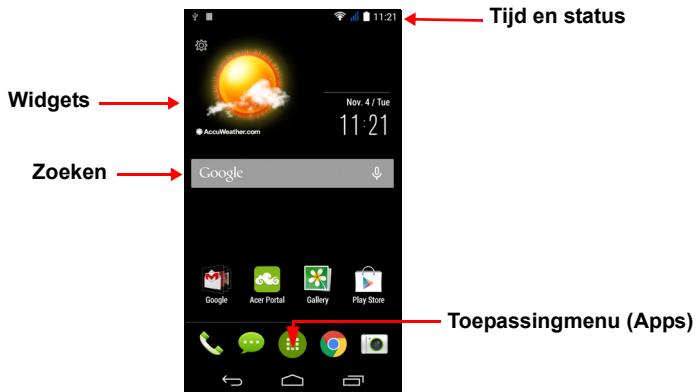 11:21
Tijd en status
Widgets
Nov. 4 / Tue
11:21
AccuWeather.com
Zoeken
Google
Google
Acer Portal
Gallery
Play Store
Toepassingmenu (Apps)